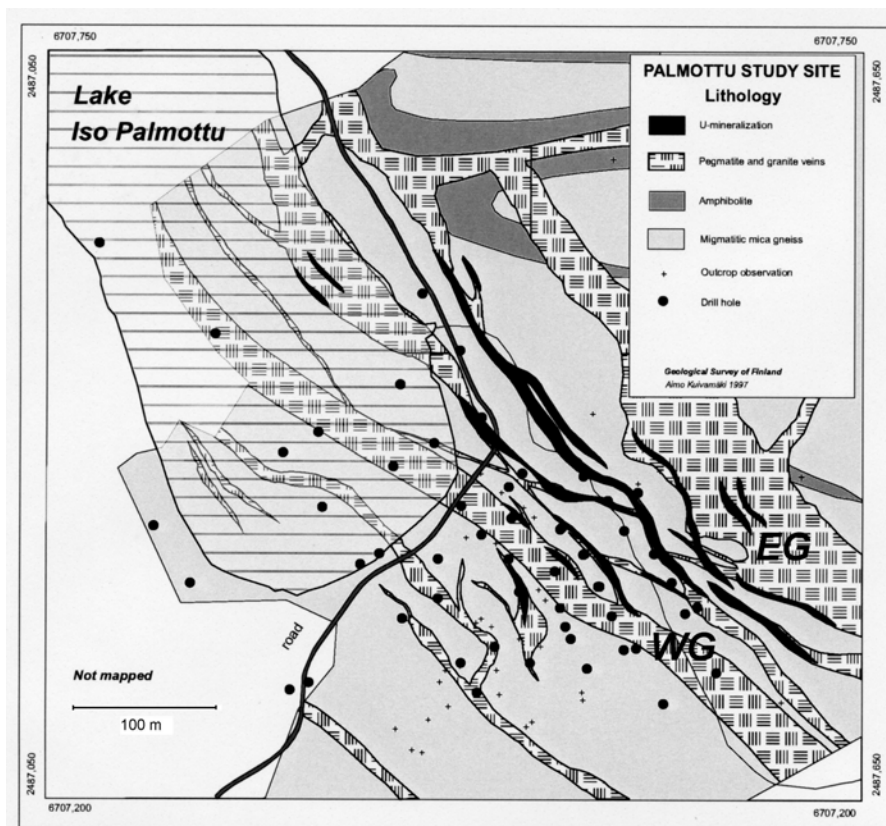 6707,750
6707,750
2487,050
2487,650
Lake
Iso Palmottu
PALMOTTU STUDY SITE
Lithology
U-mineralization
Pegmatite and granite veins
Amphibolite
Migmatitic mica gneiss
Outcrop observation
Drill hole
Geological Survey of Finland
Aimo Kuivamäki 1997
EG
WG
road
Not mapped
100 m
2487,050
2487,650
6707,200
6707,200